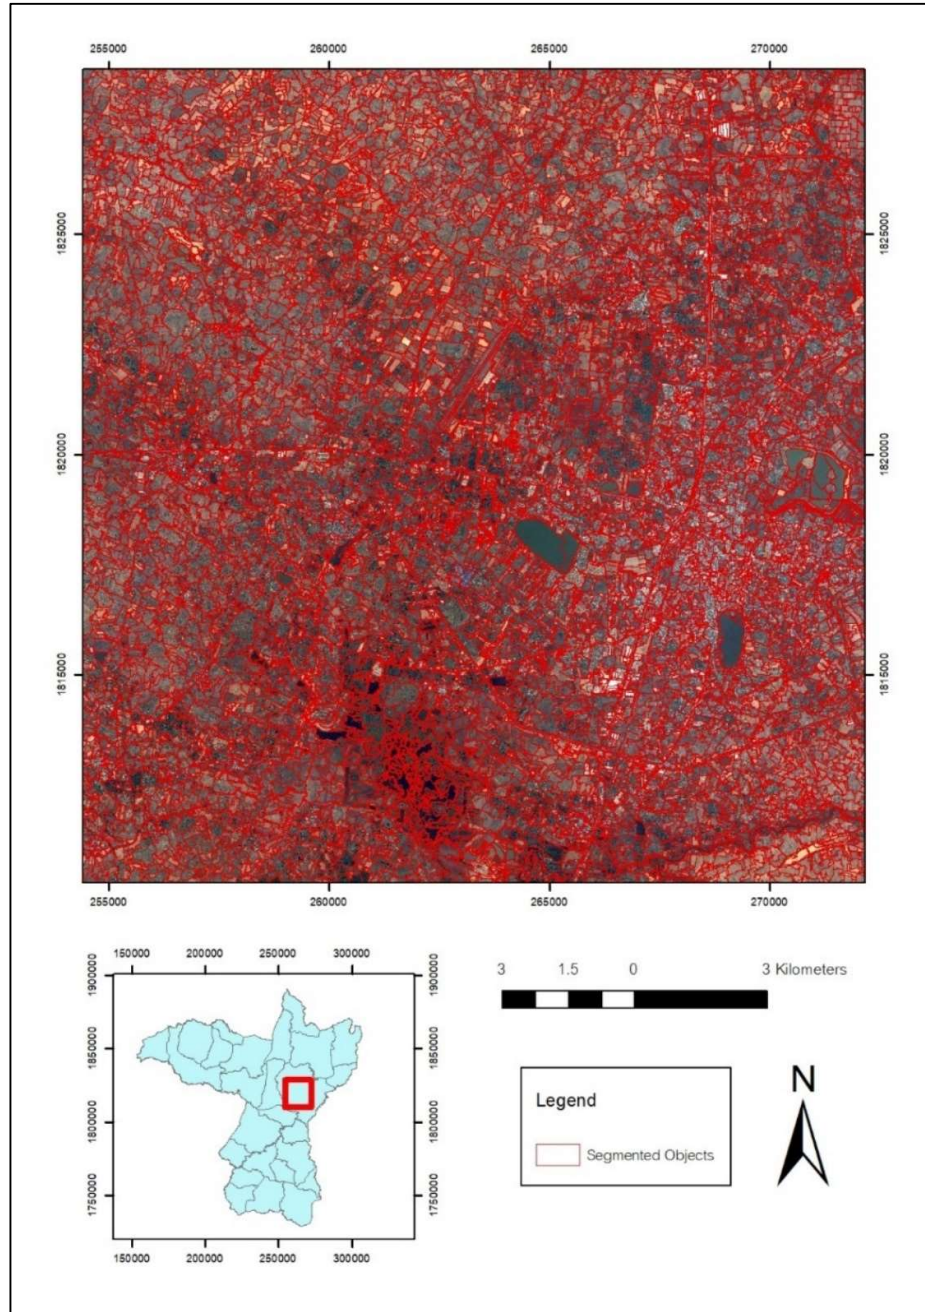 255000 260000 265000 270000
1825000 1825000
1820000 1820000
1815000 1815000
255000 260000 265000 270000
150000 200000 250000 300000
1900000 1900000
1850000 1850000
1800000 1800000
1750000 1750000
150000 200000 250000 300000
3 1.5 0 3 Kilometers
Legend
Segmented Objects
N